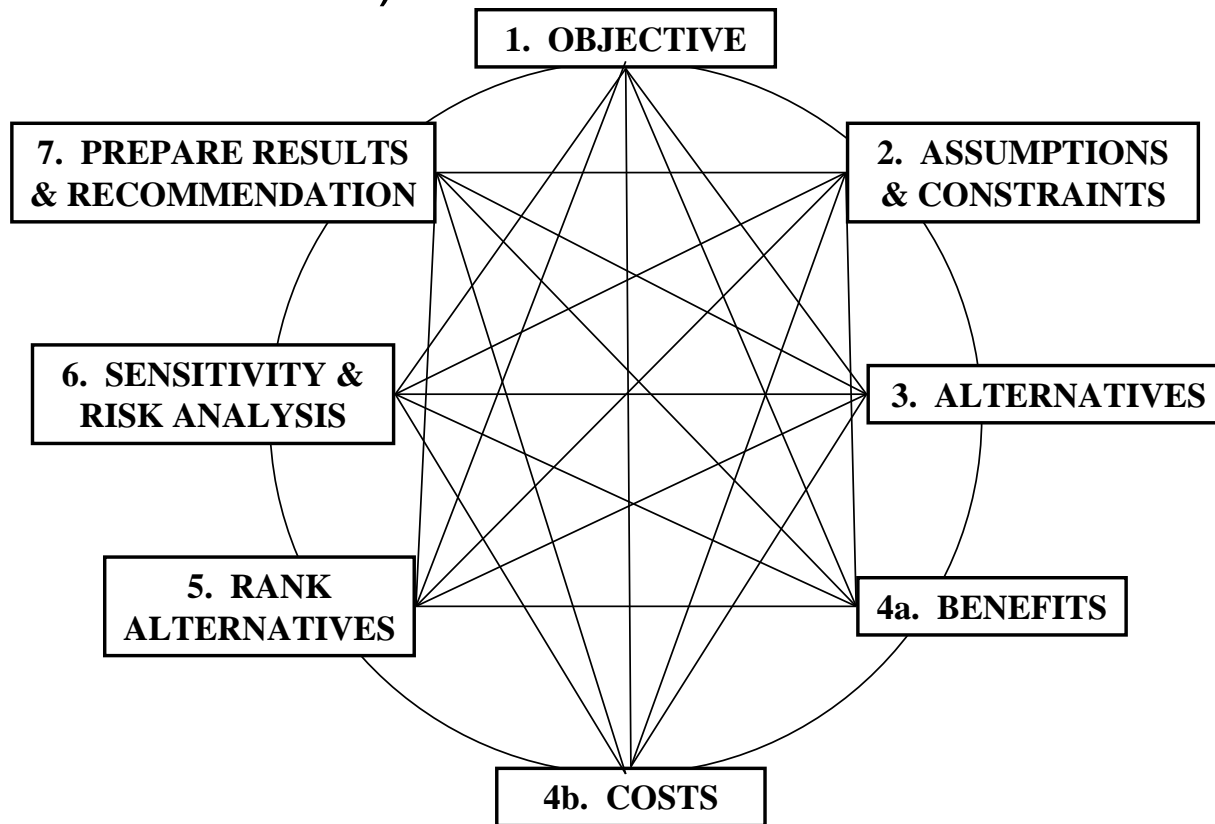 1. OBJECTIVE
7. PREPARE RESULTS
& RECOMMENDATION
2. ASSUMPTIONS
& CONSTRAINTS
6. SENSITIVITY &
RISK ANALYSIS
3. ALTERNATIVES
5. RANK
ALTERNATIVES
4a. BENEFITS
4b. COSTS